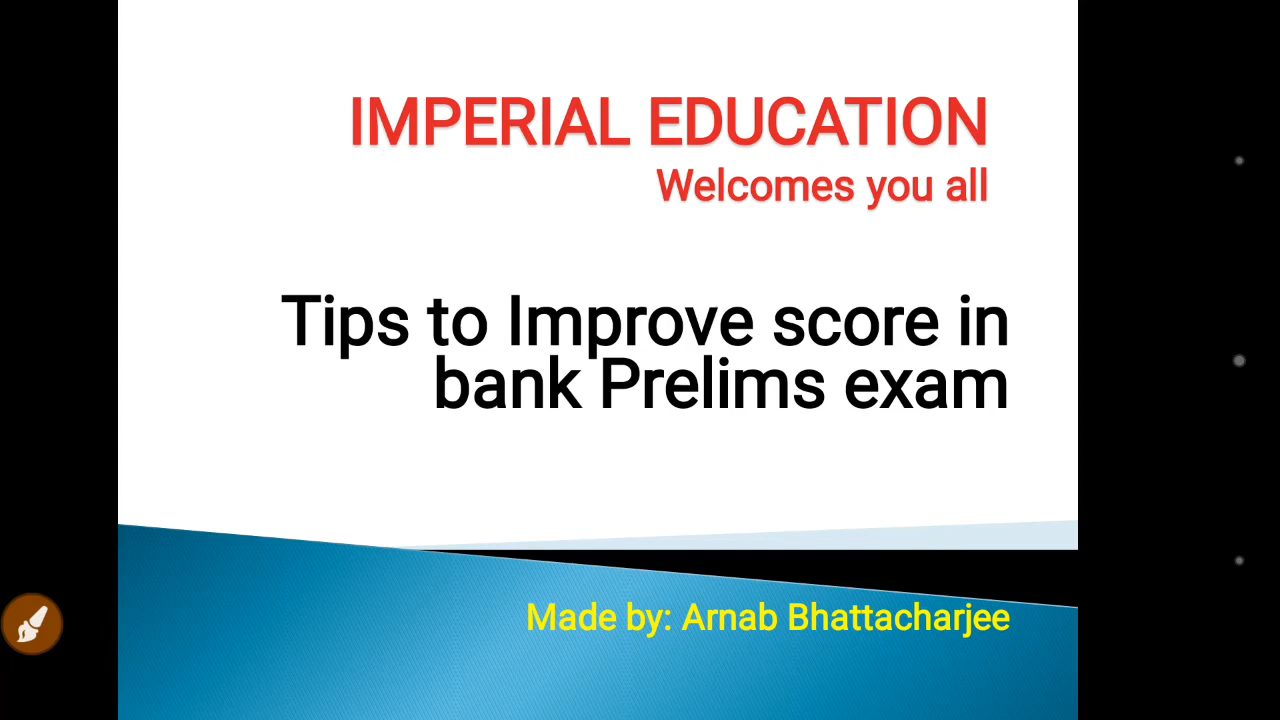 IMPERIAL EDUCATION
Welcomes you all
Tips to Improve score in
bank Prelims exam
Made by: Arnab Bhattacharjee